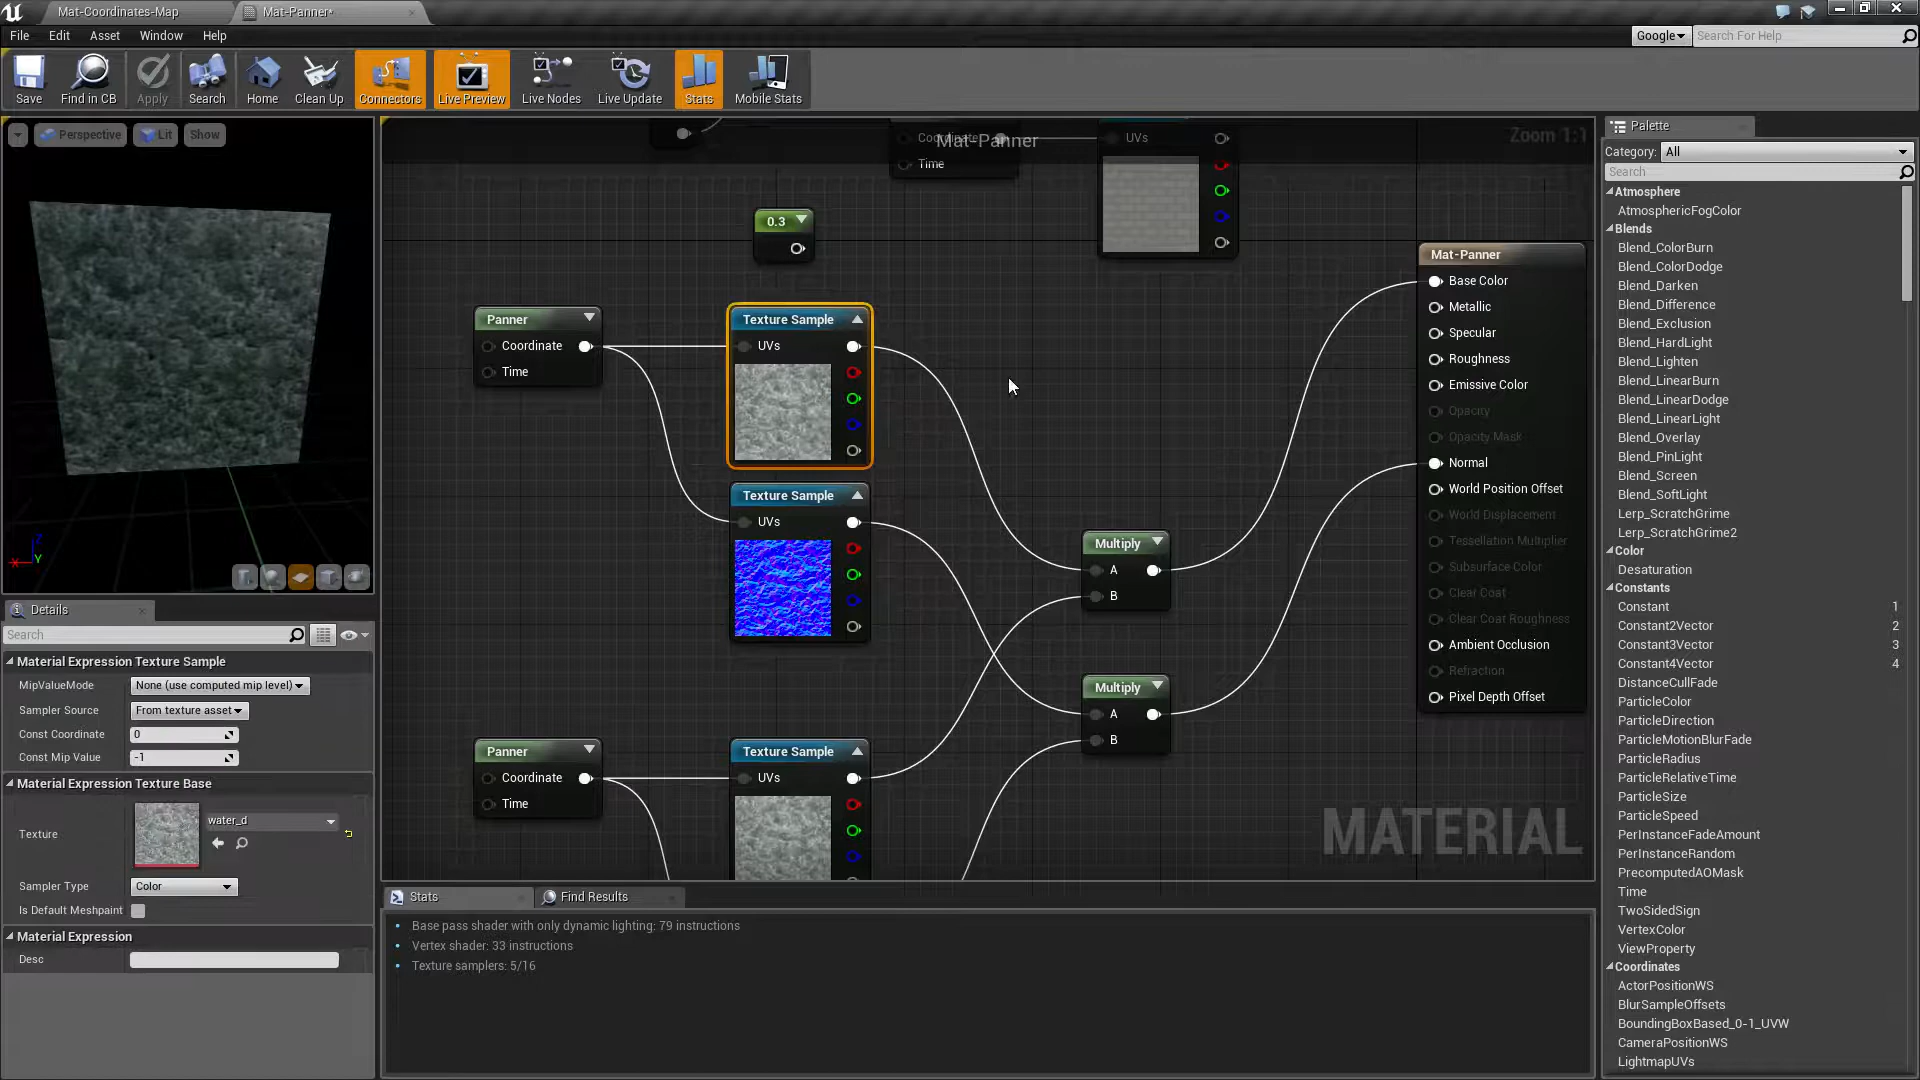 Mat-Coordinates-Map
Mat-Panner*
File Edit Asset Window Help
Google
Search For Help
Save
Find in CB
Apply
Search
Home
Clean Up
Connectors
Live Preview
Live Nodes
Live Update
Stats
Mobile Stats
Perspective
Lit
Show
Mat-Panner
Zoom 1:1
Coordinate
Time
UVs
0.3
Panner
Coordinate
Time
Texture Sample
UVs
Texture Sample
UVs
Panner
Coordinate
Time
Texture Sample
UVs
Multiply
A
B
Multiply
A
B
Mat-Panner
Base Color
Metallic
Specular
Roughness
Emissive Color
Opacity
Opacity Mask
Normal
World Position Offset
World Displacement
Tessellation Multiplier
Subsurface Color
Clear Coat
Clear Coat Roughness
Ambient Occlusion
Refraction
Pixel Depth Offset
MATERIAL
Z
X
Y
Details
Search
Material Expression Texture Sample
MipValueMode None (use computed mip level)
Sampler Source From texture asset
Const Coordinate 0
Const Mip Value -1
Material Expression Texture Base
Texture water_d
Sampler Type Color
Is Default Meshpaint
Material Expression
Desc
Stats
Find Results
Base pass shader with only dynamic lighting: 79 instructions
Vertex shader: 33 instructions
Texture samplers: 5/16
Palette
Category: All
Search
Atmosphere
AtmosphericFogColor
Blends
Blend_ColorBurn
Blend_ColorDodge
Blend_Darken
Blend_Difference
Blend_Exclusion
Blend_HardLight
Blend_Lighten
Blend_LinearBurn
Blend_LinearDodge
Blend_LinearLight
Blend_Overlay
Blend_PinLight
Blend_Screen
Blend_SoftLight
Lerp_ScratchGrime
Lerp_ScratchGrime2
Color
Desaturation
Constants
Constant 1
Constant2Vector 2
Constant3Vector 3
Constant4Vector 4
DistanceCullFade
ParticleColor
ParticleDirection
ParticleMotionBlurFade
ParticleRadius
ParticleRelativeTime
ParticleSize
ParticleSpeed
PerInstanceFadeAmount
PerInstanceRandom
PrecomputedAOMask
Time
TwoSidedSign
VertexColor
ViewProperty
Coordinates
ActorPositionWS
BlurSampleOffsets
BoundingBoxBased_0-1_UVW
CameraPositionWS
LightmapUVs